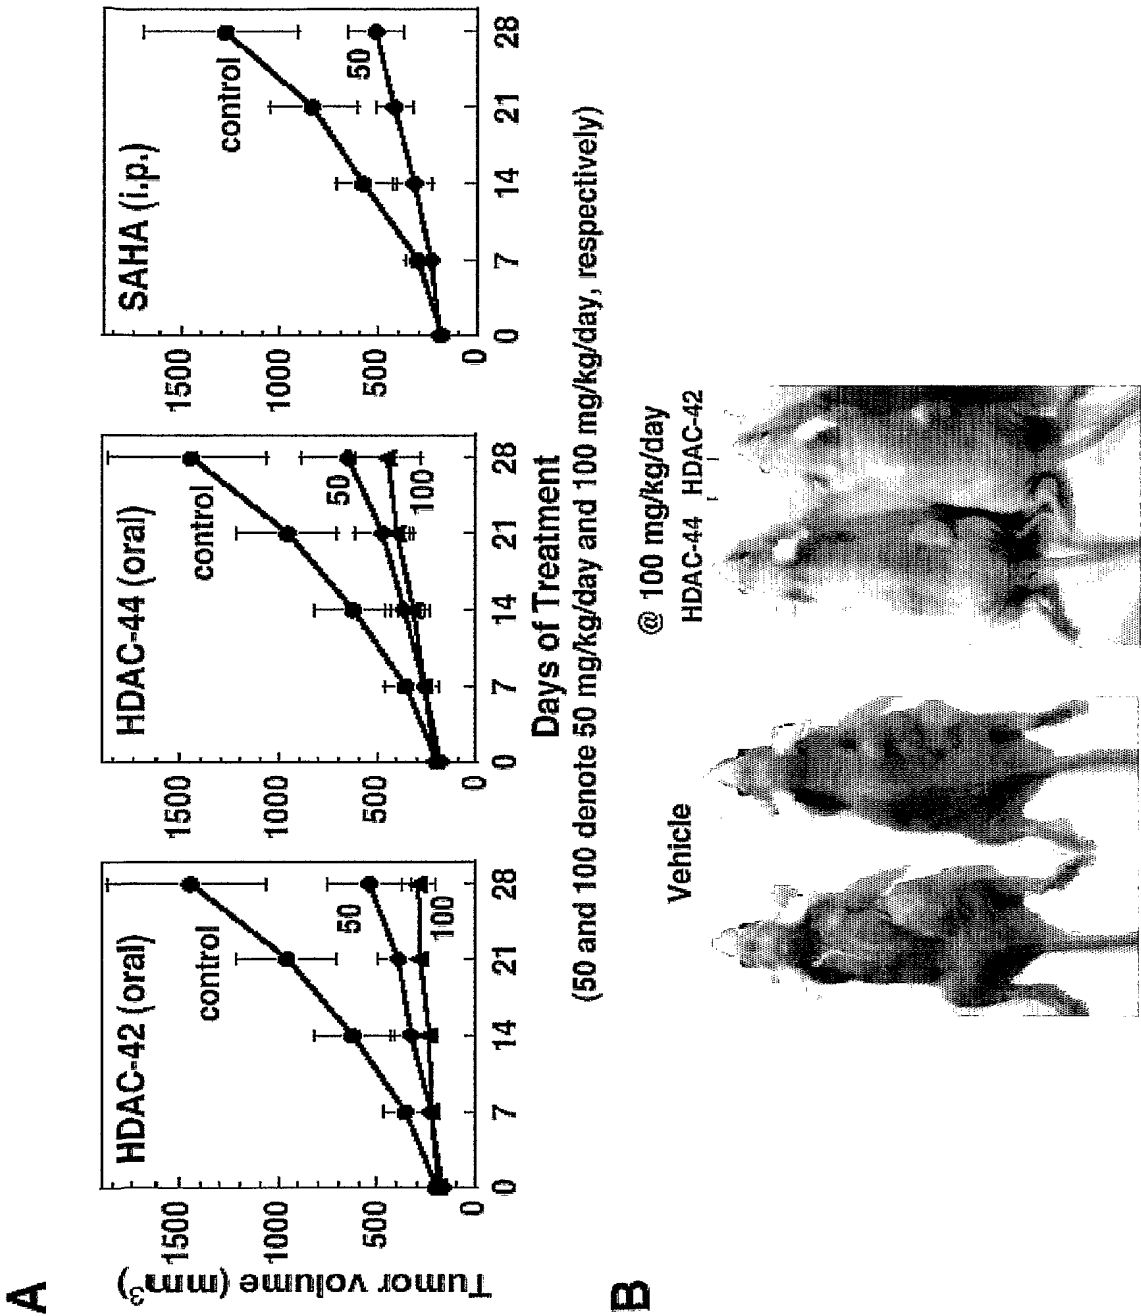 A
Tumor volume (mm³)
HDAC-42 (oral)
1500
1000
500
0
control
50
100
0 7 14 21 28
HDAC-44 (oral)
1500
1000
500
0
control
50
100
0 7 14 21 28
SAHA (i.p.)
1500
1000
500
0
control
50
0 7 14 21 28
Days of Treatment
(50 and 100 denote 50 mg/kg/day and 100 mg/kg/day, respectively)
B
Vehicle
@ 100 mg/kg/day
HDAC-44 HDAC-42